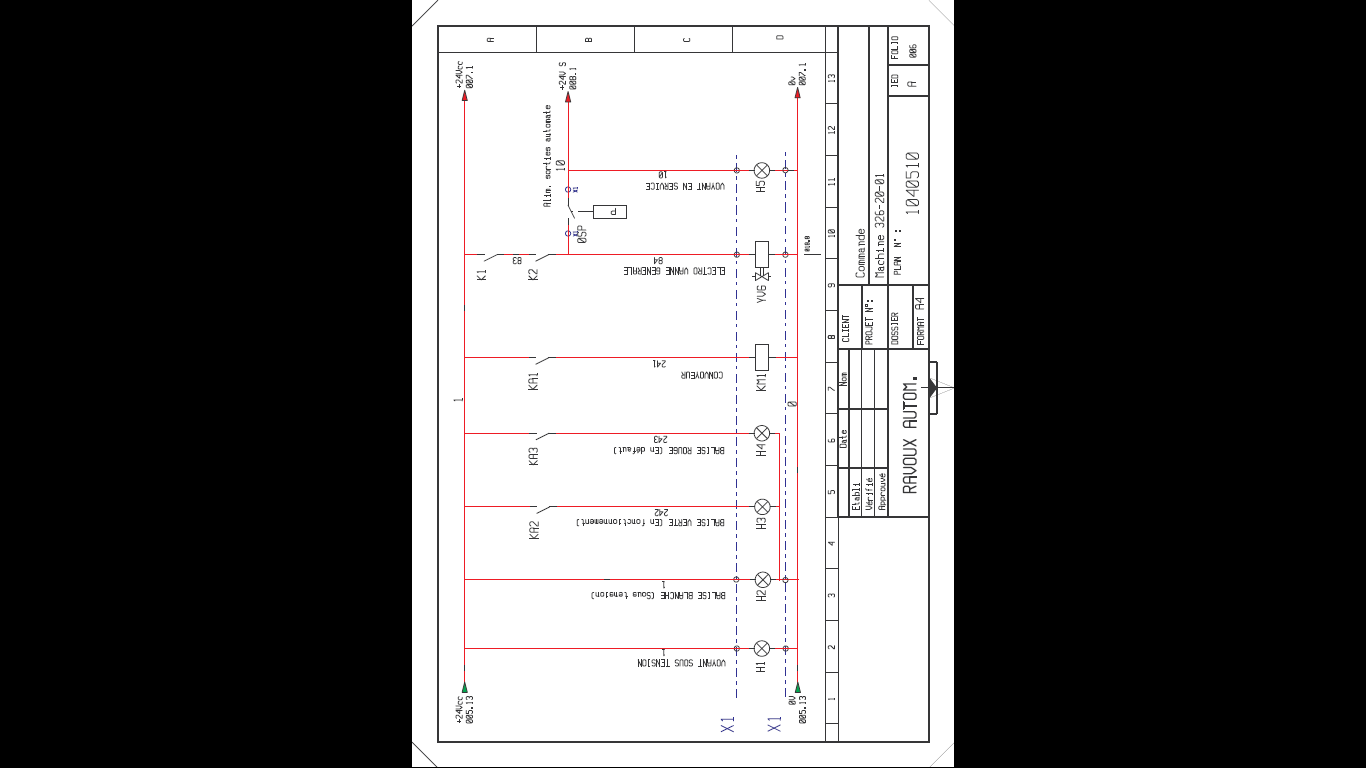 +24Vcc
005.13
1
+24Vcc
007.1
A
K1
83
K2
KA2
KA3
KA1
Alim. sorties automate
+24V S
008.1
B
10
X1
0SP
P
VOYANT SOUS TENSION
1
BALISE BLANCHE (Sous tension)
1
BALISE VERTE (En fonctionnement)
242
BALISE ROUGE (En défaut)
243
CONVOYEUR
241
ELECTRO VANNE GENERALE
84
VOYANT EN SERVICE
10
C
X1
X1
H1
H2
H3
H4
KM1
YVG
H5
0V
005.13
0
0v
007.1
D
1
2
3
4
5
6
7
8
9
10
11
12
13
Date
Nom
Etabli
Vérifié
Approuvé
RAVOUX AUTOM.
CLIENT
Commande
PROJET N°:
Machine 326-20-01
DOSSIER
PLAN N° :
1040510
FORMAT A4
IED
A
FOLIO
006